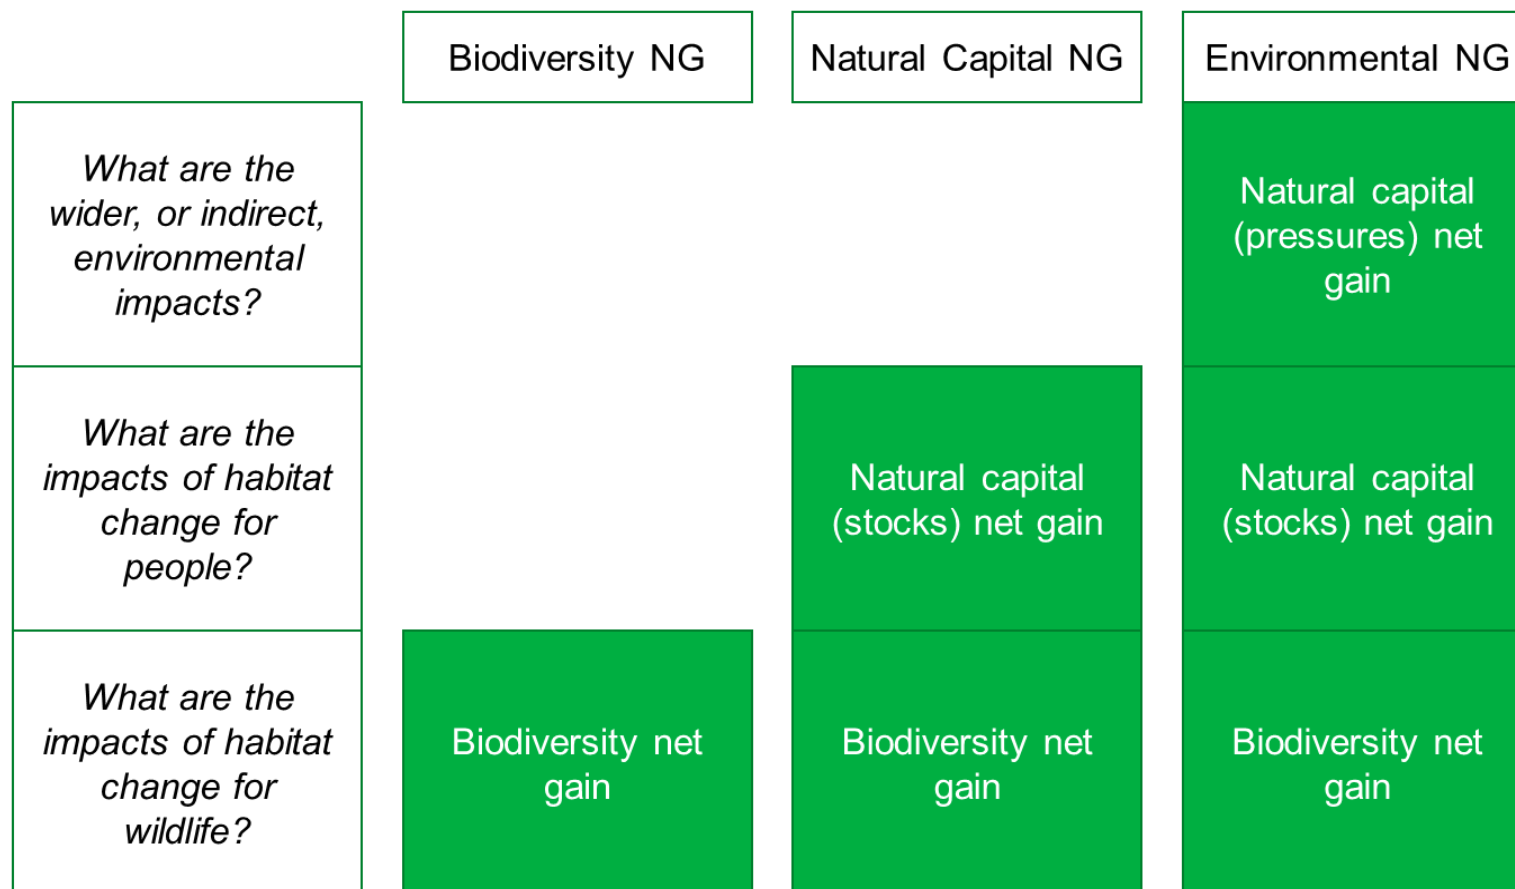 Biodiversity NG
Natural Capital NG
Environmental NG
What are the
wider, or indirect,
environmental
impacts?
Natural capital
(pressures) net
gain
What are the
impacts of habitat
change for
people?
Natural capital
(stocks) net gain
Natural capital
(stocks) net gain
What are the
impacts of habitat
change for
wildlife?
Biodiversity net
gain
Biodiversity net
gain
Biodiversity net
gain